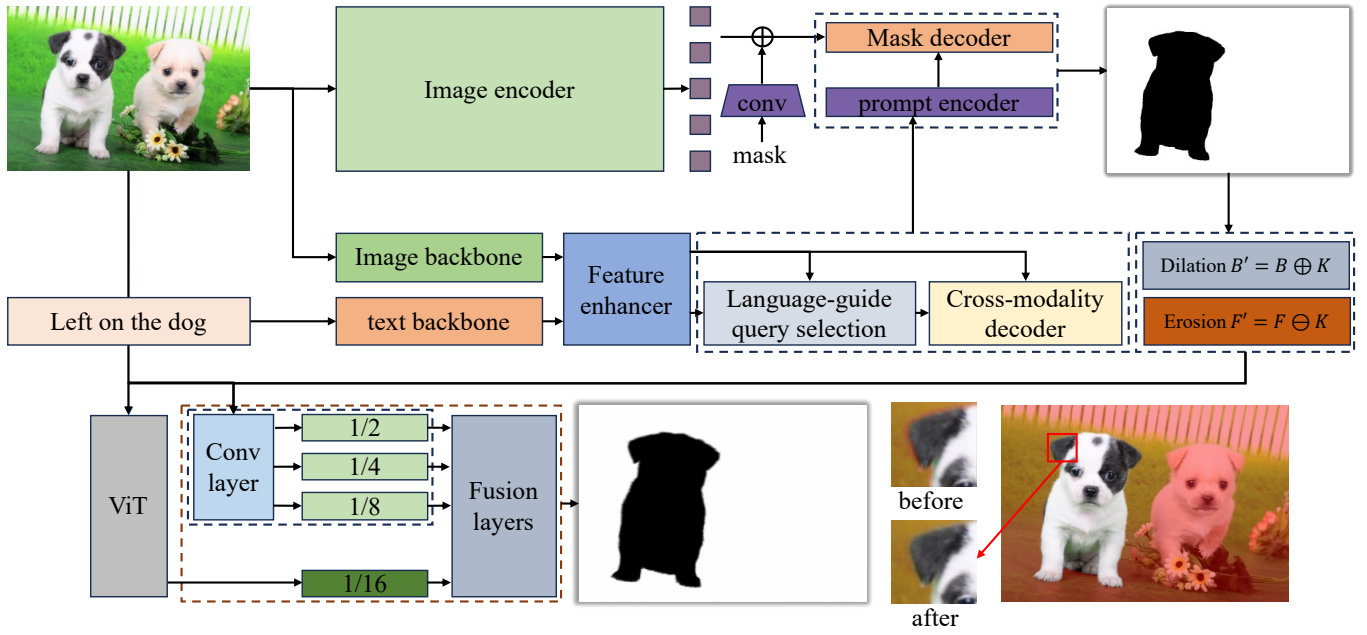 Image encoder
conv
mask
Mask decoder
prompt encoder
Image backbone
Feature
enhancer
Left on the dog
text backbone
Language-guide
query selection
Cross-modality
decoder
Dilation B′ = B ⊕ K
Erosion F′ = F ⊖ K
ViT
Conv
layer
1/2
1/4
1/8
1/16
Fusion
layers
before
after